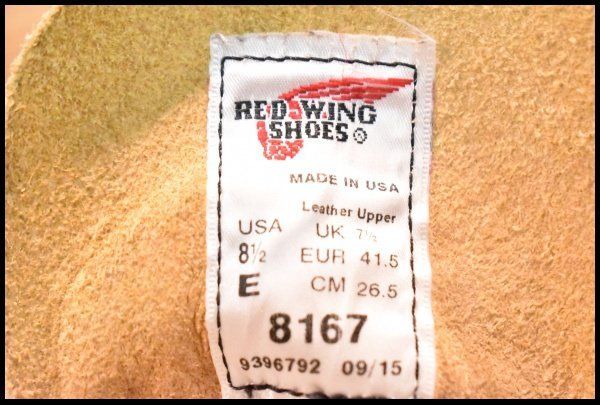 RED WING
SHOES®
MADE IN USA
Leather Upper
USA UK 7½
8½ EUR 41.5
E CM 26.5
8167
9396792 09/15